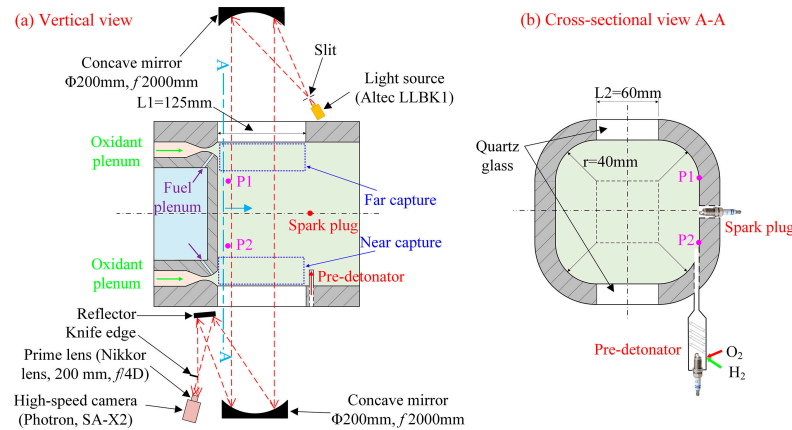 (a) Vertical view
Concave mirror
Φ200mm, f 2000mm
L1=125mm
A
Slit
Light source
(Altec LLBK1)
Oxidant
plenum
Fuel
plenum
P1
P2
Far capture
Spark plug
Near capture
Oxidant
plenum
Pre-detonator
Reflector
Knife edge
Prime lens (Nikkor
lens, 200 mm, f/4D)
High-speed camera
(Photron, SA-X2)
A
Concave mirror
Φ200mm, f 2000mm
(b) Cross-sectional view A-A
L2=60mm
Quartz
glass
r=40mm
P1
Spark plug
P2
Pre-detonator
O2
H2